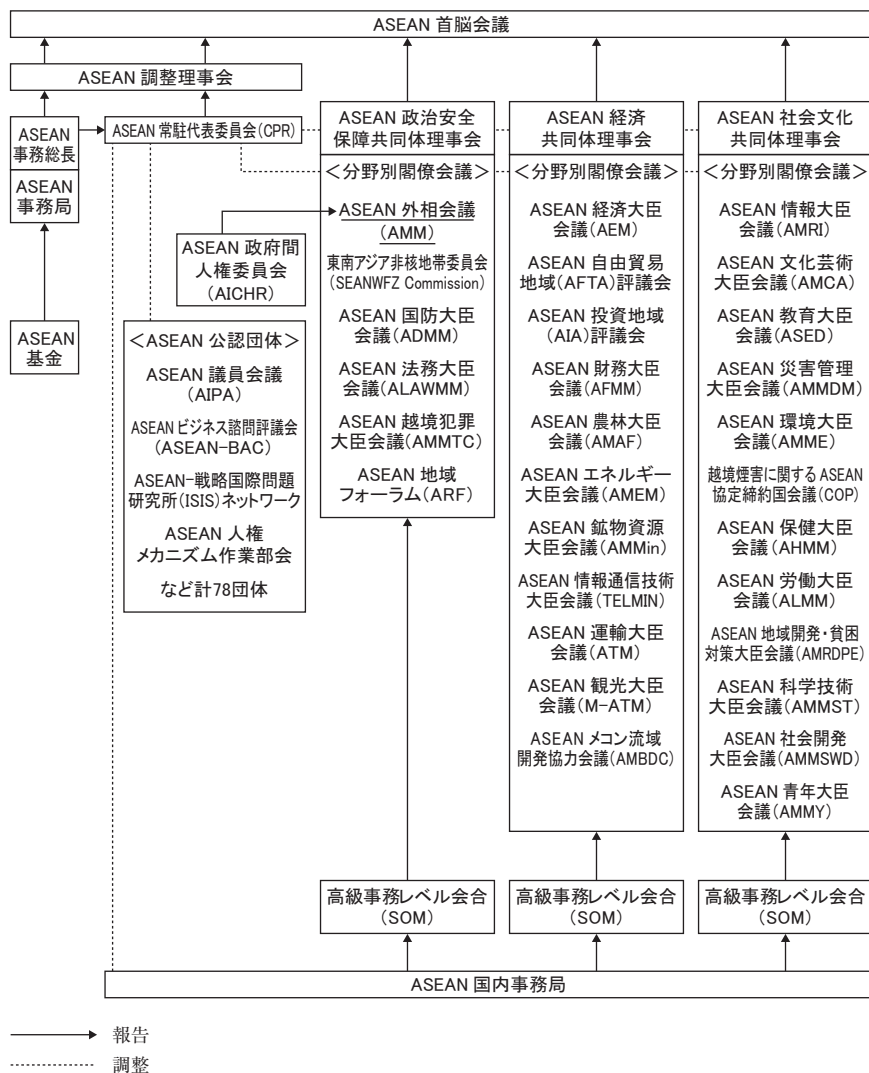 ASEAN 首脳会議
ASEAN 調整理事会
ASEAN
事務総長
ASEAN
事務局
ASEAN 常駐代表委員会(CPR)
ASEAN 政府間
人権委員会
(AICHR)
ASEAN
基金
＜ASEAN 公認団体＞
ASEAN 議員会議
(AIPA)
ASEAN ビジネス諮問評議会
(ASEAN-BAC)
ASEAN-戦略国際問題
研究所(ISIS)ネットワーク
ASEAN 人権
メカニズム作業部会
など計78団体
ASEAN 政治安全
保障共同体理事会
＜分野別閣僚会議＞
ASEAN 外相会議
(AMM)
東南アジア非核地帯委員会
(SEANWFZ Commission)
ASEAN 国防大臣
会議(ADMM)
ASEAN 法務大臣
会議(ALAWMM)
ASEAN 越境犯罪
大臣会議(AMMTC)
ASEAN 地域
フォーラム(ARF)
高級事務レベル会合
(SOM)
ASEAN 経済
共同体理事会
＜分野別閣僚会議＞
ASEAN 経済大臣
会議(AEM)
ASEAN 自由貿易
地域(AFTA)評議会
ASEAN 投資地域
(AIA)評議会
ASEAN 財務大臣
会議(AFMM)
ASEAN 農林大臣
会議(AMAF)
ASEAN エネルギー
大臣会議(AMEM)
ASEAN 鉱物資源
大臣会議(AMMin)
ASEAN 情報通信技術
大臣会議(TELMIN)
ASEAN 運輸大臣
会議(ATM)
ASEAN 観光大臣
会議(M-ATM)
ASEAN メコン流域
開発協力会議(AMBDC)
高級事務レベル会合
(SOM)
ASEAN 社会文化
共同体理事会
＜分野別閣僚会議＞
ASEAN 情報大臣
会議(AMRI)
ASEAN 文化芸術
大臣会議(AMCA)
ASEAN 教育大臣
会議(ASED)
ASEAN 災害管理
大臣会議(AMMDM)
ASEAN 環境大臣
会議(AMME)
越境煙害に関する ASEAN
協定締約国会議(COP)
ASEAN 保健大臣
会議(AHMM)
ASEAN 労働大臣
会議(ALMM)
ASEAN 地域開発・貧困
対策大臣会議(AMRDPE)
ASEAN 科学技術
大臣会議(AMMST)
ASEAN 社会開発
大臣会議(AMMSWD)
ASEAN 青年大臣
会議(AMMY)
高級事務レベル会合
(SOM)
ASEAN 国内事務局
報告
調整